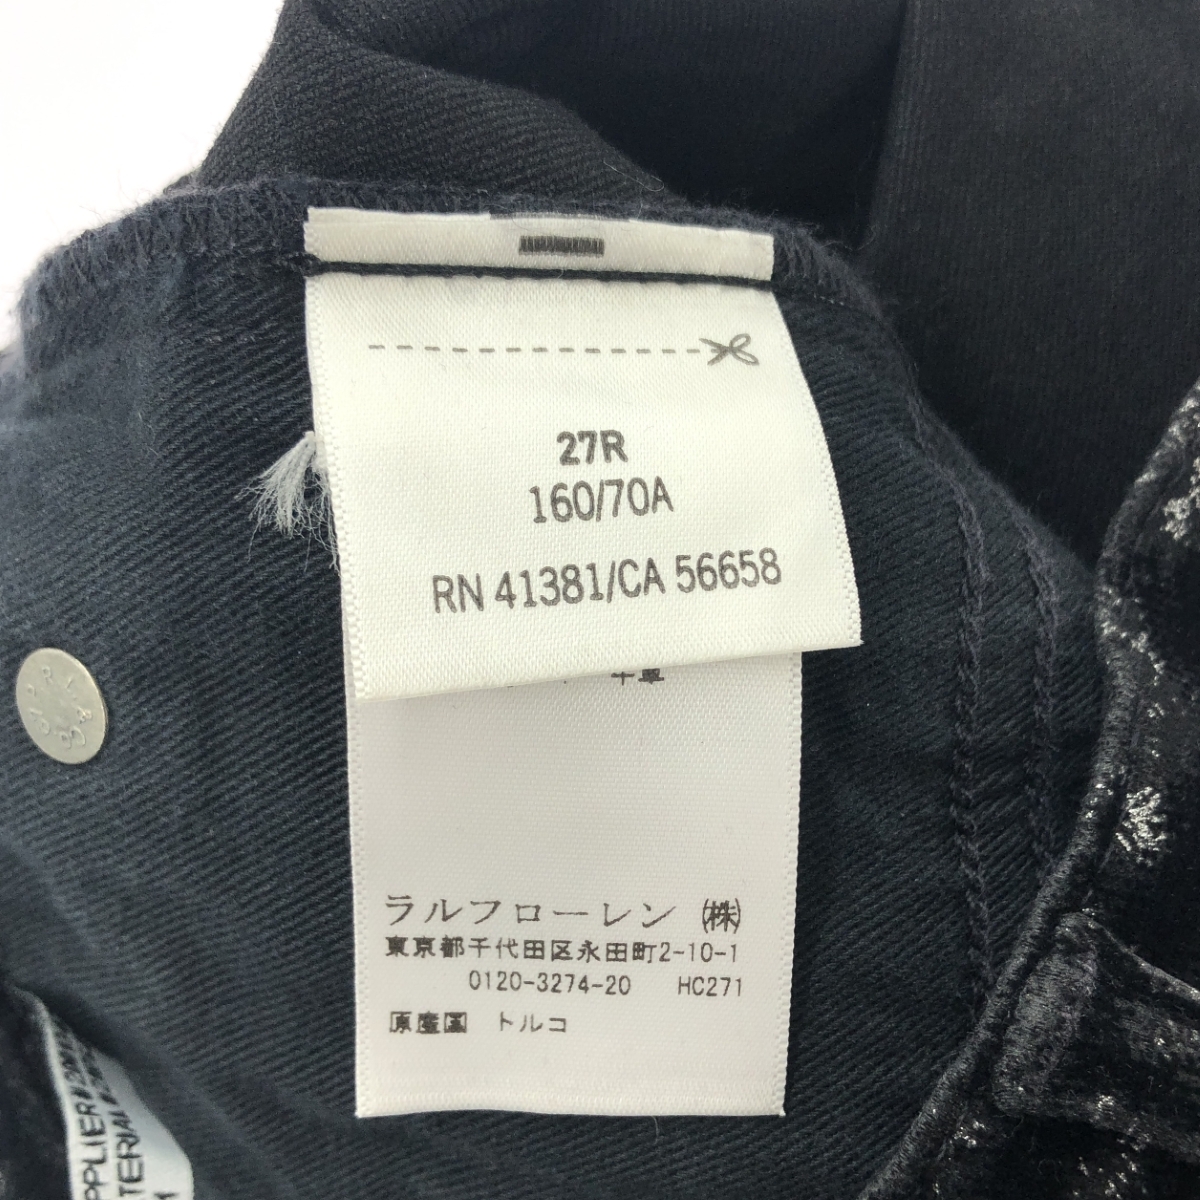 27R
160/70A
RN 41381/CA 56658
牛革
ラルフローレン ㈱
東京都千代田区永田町2-10-1
0120-3274-20 HC271
原産国 トルコ